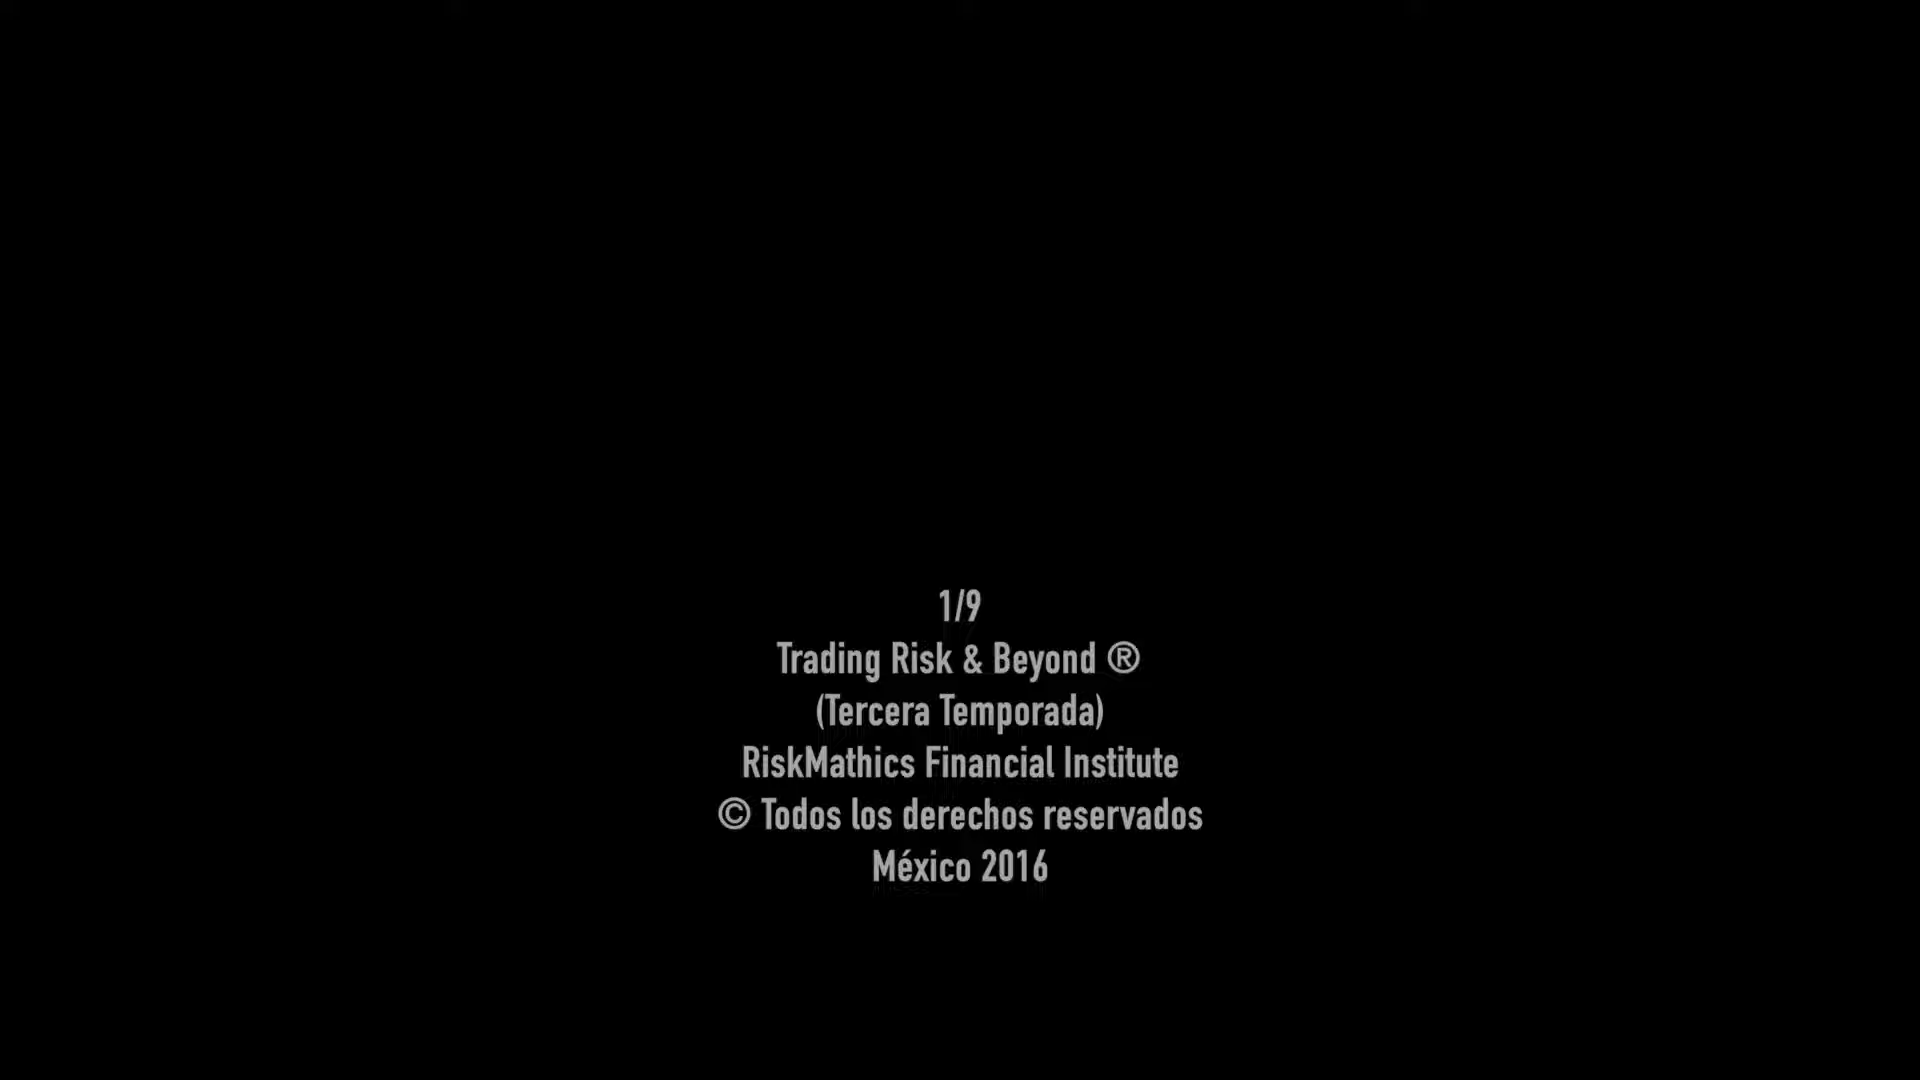 1/9
Trading Risk & Beyond ®
(Tercera Temporada)
RiskMathics Financial Institute
© Todos los derechos reservados
México 2016